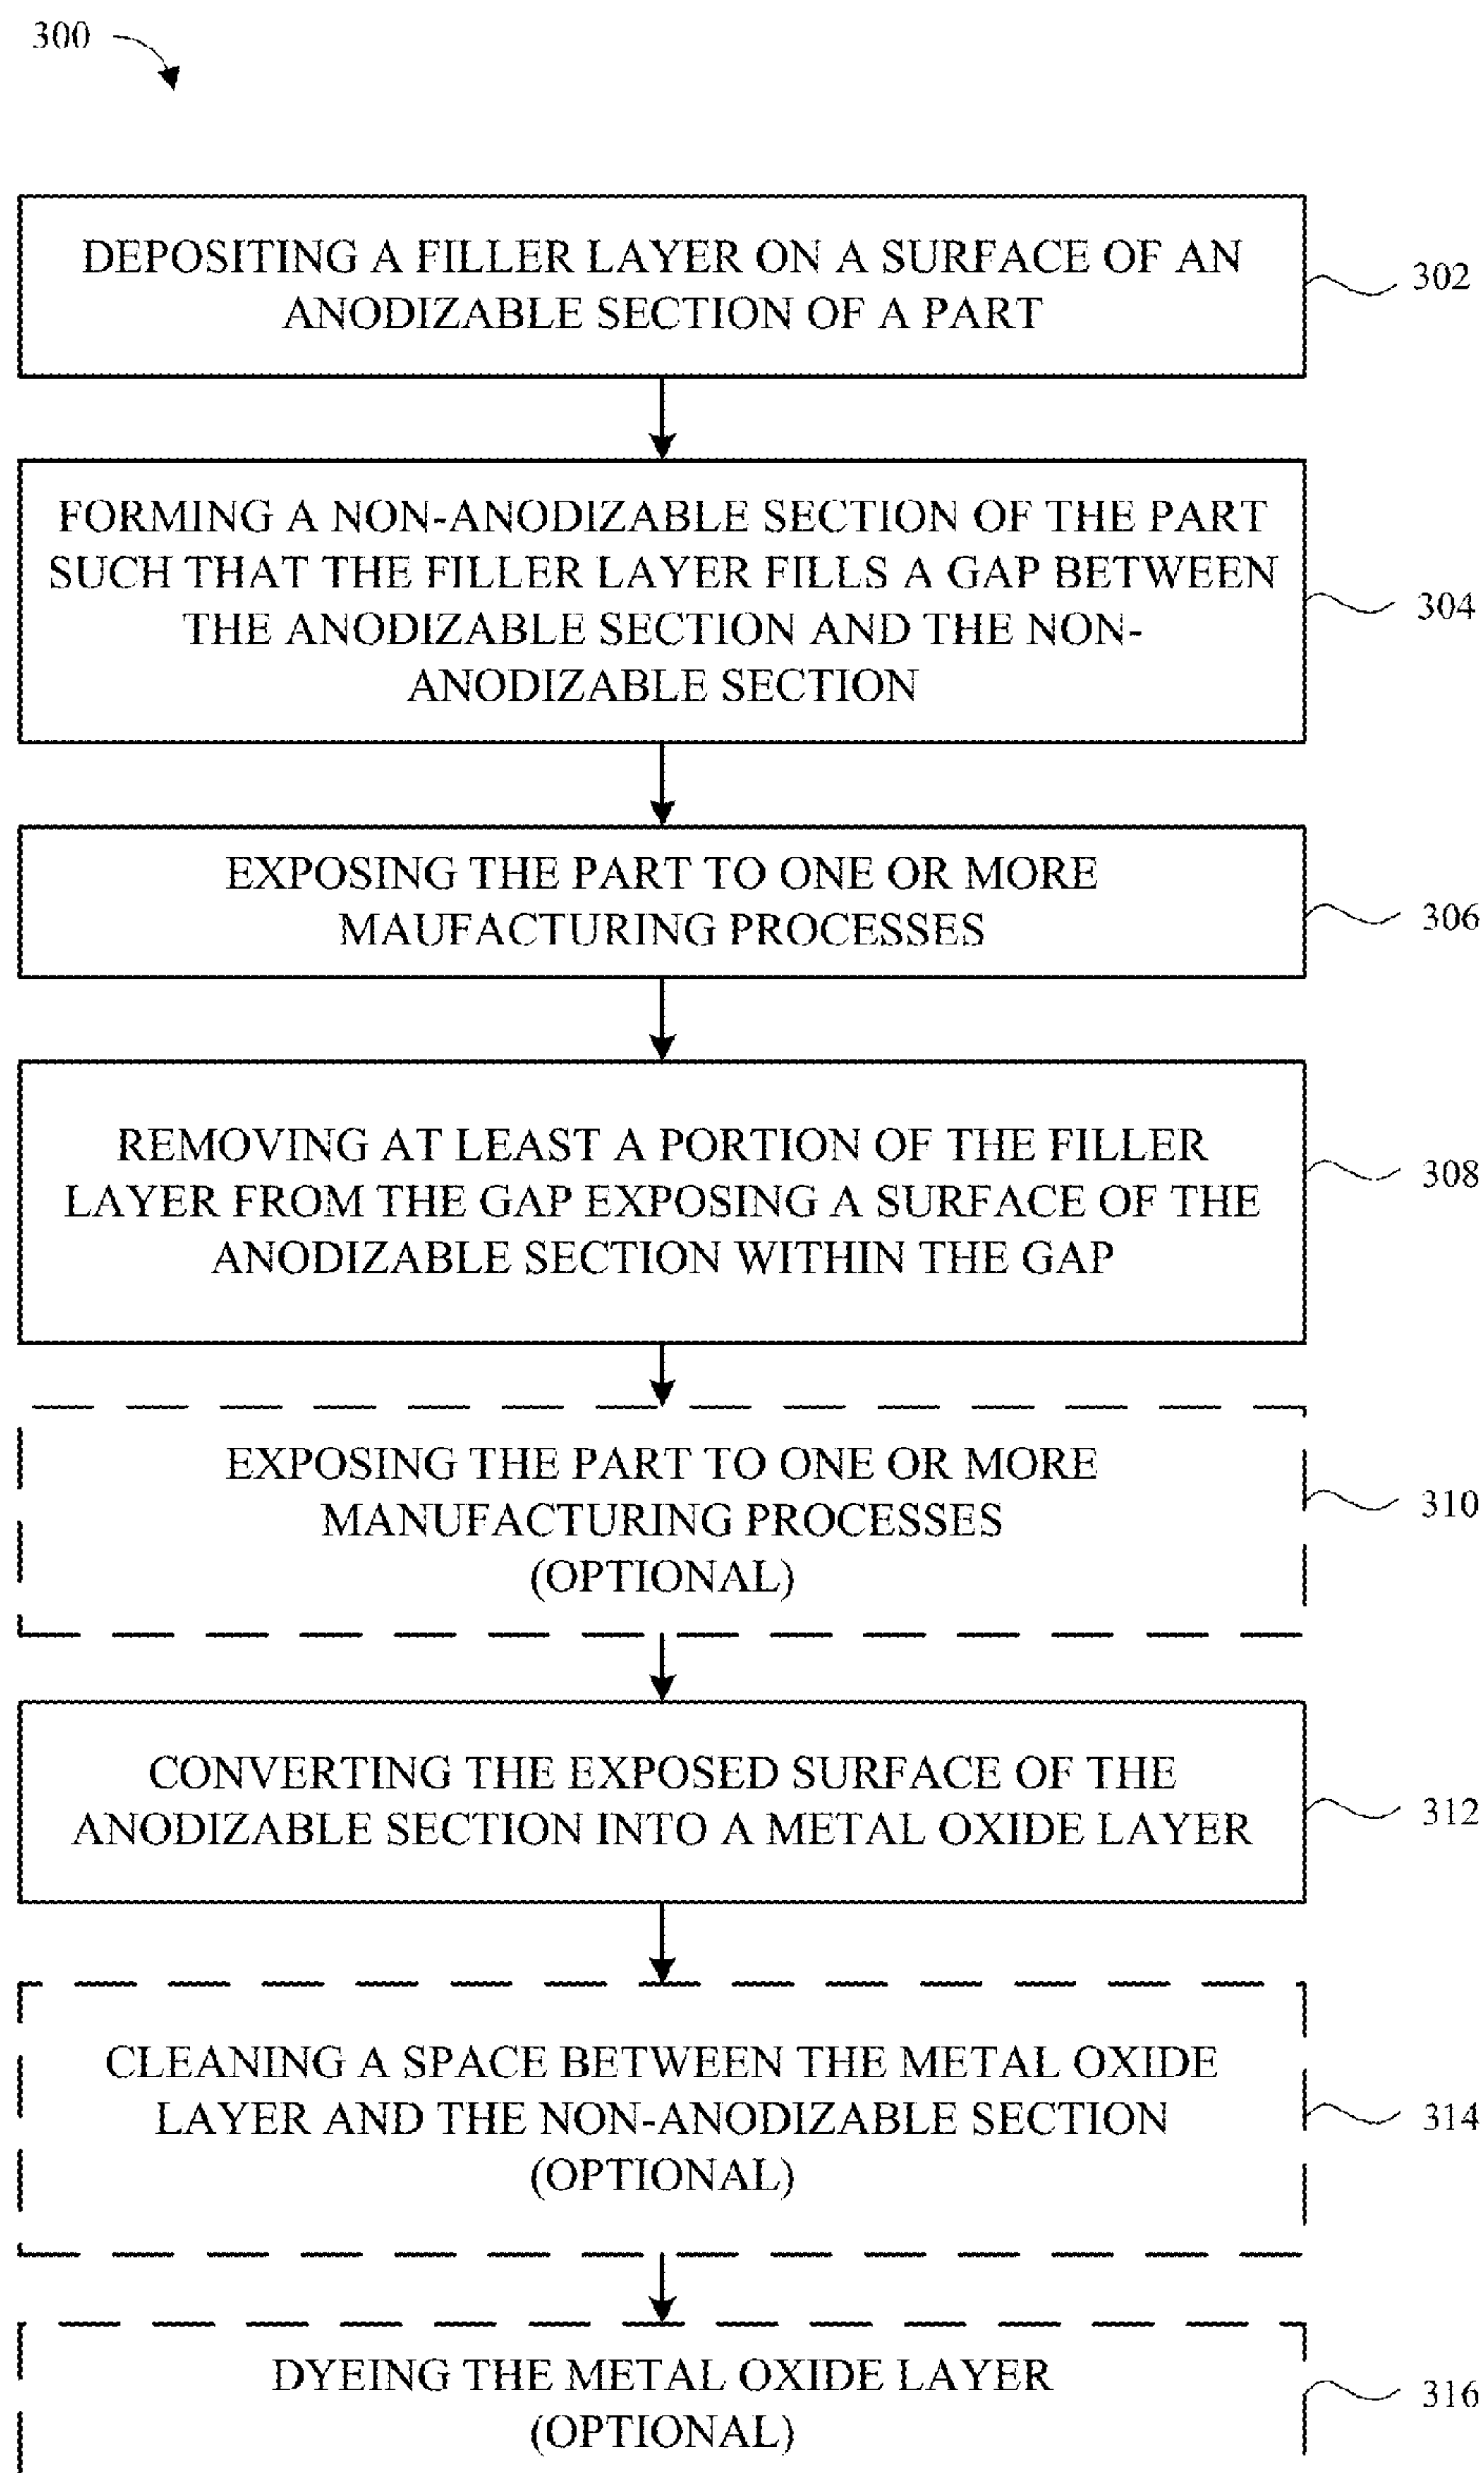 300
DEPOSITING A FILLER LAYER ON A SURFACE OF AN
ANODIZABLE SECTION OF A PART
302
FORMING A NON-ANODIZABLE SECTION OF THE PART
SUCH THAT THE FILLER LAYER FILLS A GAP BETWEEN
THE ANODIZABLE SECTION AND THE NON-
ANODIZABLE SECTION
304
EXPOSING THE PART TO ONE OR MORE
MAUFACTURING PROCESSES
306
REMOVING AT LEAST A PORTION OF THE FILLER
LAYER FROM THE GAP EXPOSING A SURFACE OF THE
ANODIZABLE SECTION WITHIN THE GAP
308
EXPOSING THE PART TO ONE OR MORE
MANUFACTURING PROCESSES
(OPTIONAL)
310
CONVERTING THE EXPOSED SURFACE OF THE
ANODIZABLE SECTION INTO A METAL OXIDE LAYER
312
CLEANING A SPACE BETWEEN THE METAL OXIDE
LAYER AND THE NON-ANODIZABLE SECTION
(OPTIONAL)
314
DYEING THE METAL OXIDE LAYER
(OPTIONAL)
316